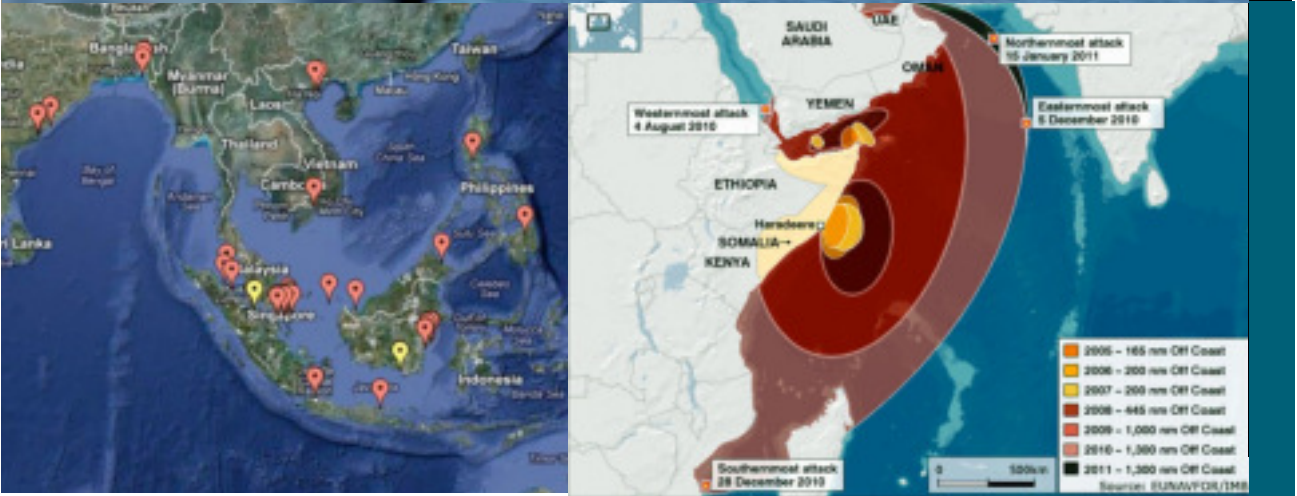 Taiwan
Bangladesh
Hong Kong
Myanmar
(Burma)
Laos
Thailand
Vietnam
Philippines
Bay of
Bengal
Malaysia
Singapore
Indonesia
SAUDI
ARABIA
UAE
OMAN
YEMEN
ETHIOPIA
Haradeere
SOMALIA→
KENYA
Northernmost attack
15 January 2011
Westernmost attack
4 August 2010
Easternmost attack
5 December 2010
Southernmost attack
28 December 2010
2005 – 165 nm Off Coast
2006 – 200 nm Off Coast
2007 – 200 nm Off Coast
2008 – 445 nm Off Coast
2009 – 1,000 nm Off Coast
2010 – 1,300 nm Off Coast
2011 – 1,300 nm Off Coast
0 500km
Source: EUNAVFOR/IMB